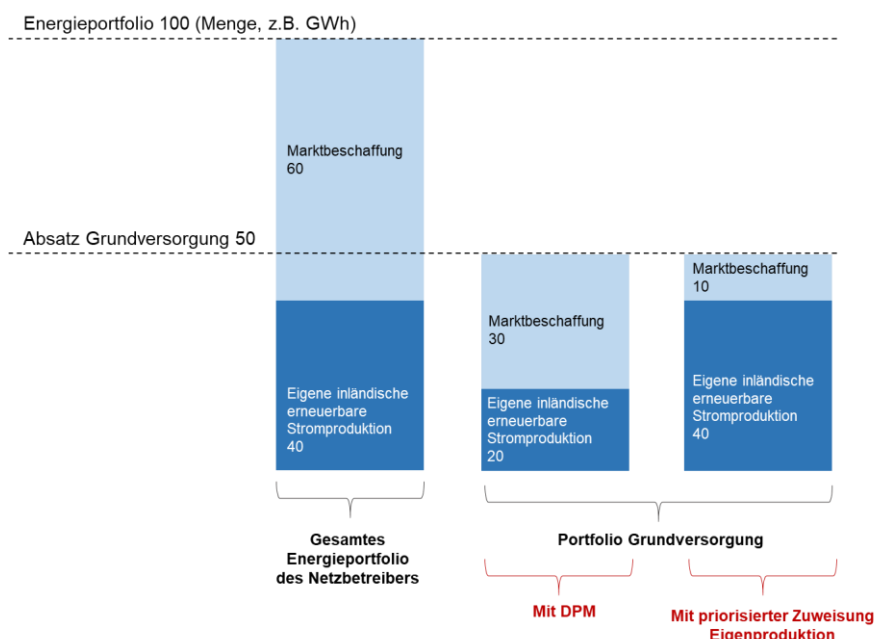 Energieportfolio 100 (Menge, z.B. GWh)
Marktbeschaffung
60
Absatz Grundversorgung 50
Eigene inländische
erneuerbare
Stromproduktion
40
Marktbeschaffung
30
Eigene inländische
erneuerbare
Stromproduktion
20
Marktbeschaffung
10
Eigene inländische
erneuerbare
Stromproduktion
40
Gesamtes
Energieportfolio
des Netzbetreibers
Portfolio Grundversorgung
Mit DPM
Mit priorisierter Zuweisung
Eigenproduktion